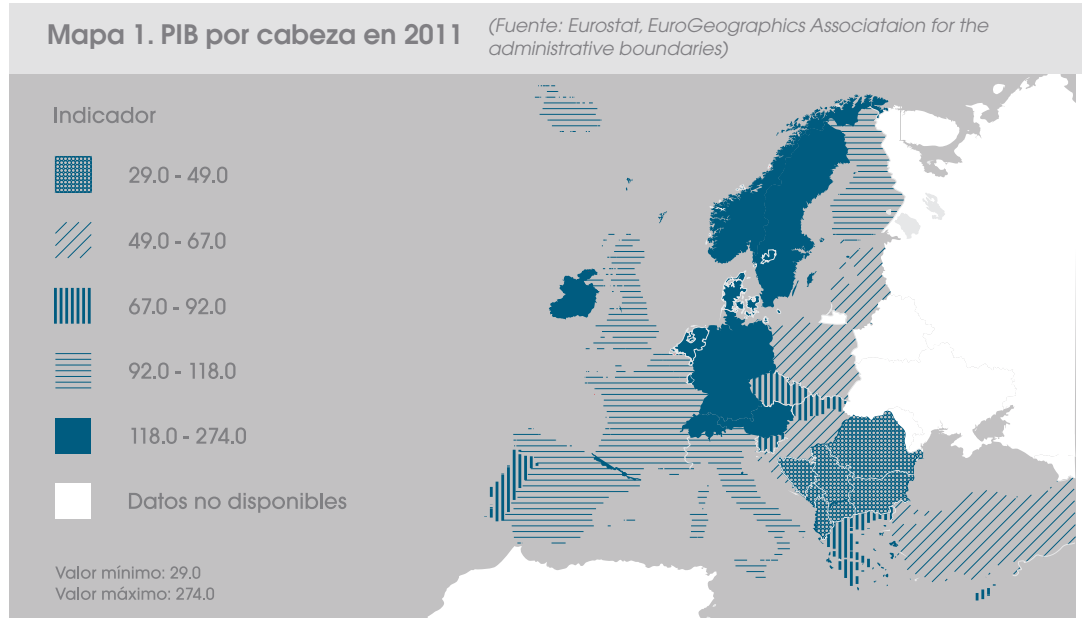 Mapa 1. PIB por cabeza en 2011
(Fuente: Eurostat, EuroGeographics Associataion for the
administrative boundaries)
Indicador
29.0 - 49.0
49.0 - 67.0
67.0 - 92.0
92.0 - 118.0
118.0 - 274.0
Datos no disponibles
Valor mínimo: 29.0
Valor máximo: 274.0